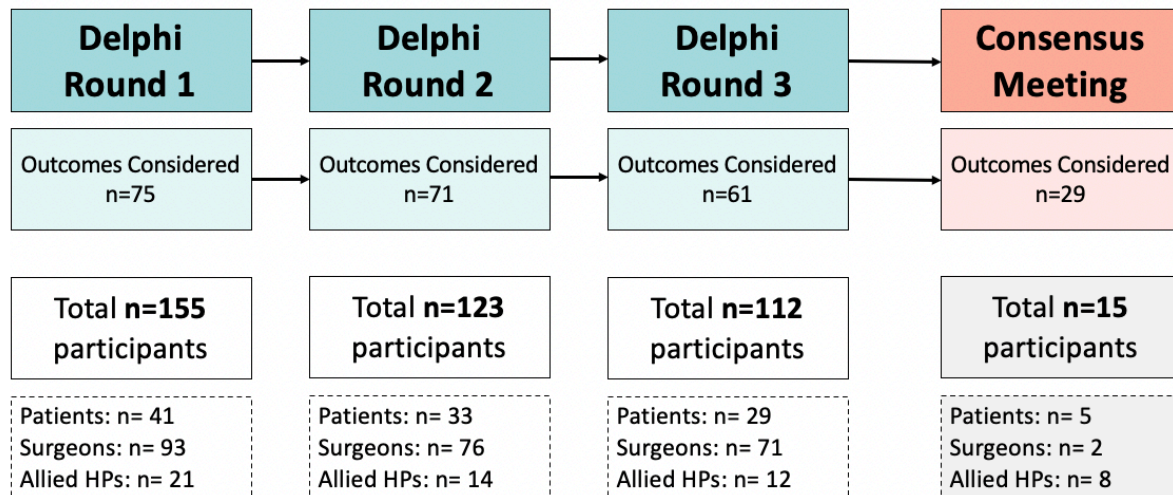 Delphi
Round 1
Delphi
Round 2
Delphi
Round 3
Consensus
Meeting
Outcomes Considered
n=75
Outcomes Considered
n=71
Outcomes Considered
n=61
Outcomes Considered
n=29
Total n=155
participants
Total n=123
participants
Total n=112
participants
Total n=15
participants
Patients: n= 41
Surgeons: n= 93
Allied HPs: n= 21
Patients: n= 33
Surgeons: n= 76
Allied HPs: n= 14
Patients: n= 29
Surgeons: n= 71
Allied HPs: n= 12
Patients: n= 5
Surgeons: n= 2
Allied HPs: n= 8